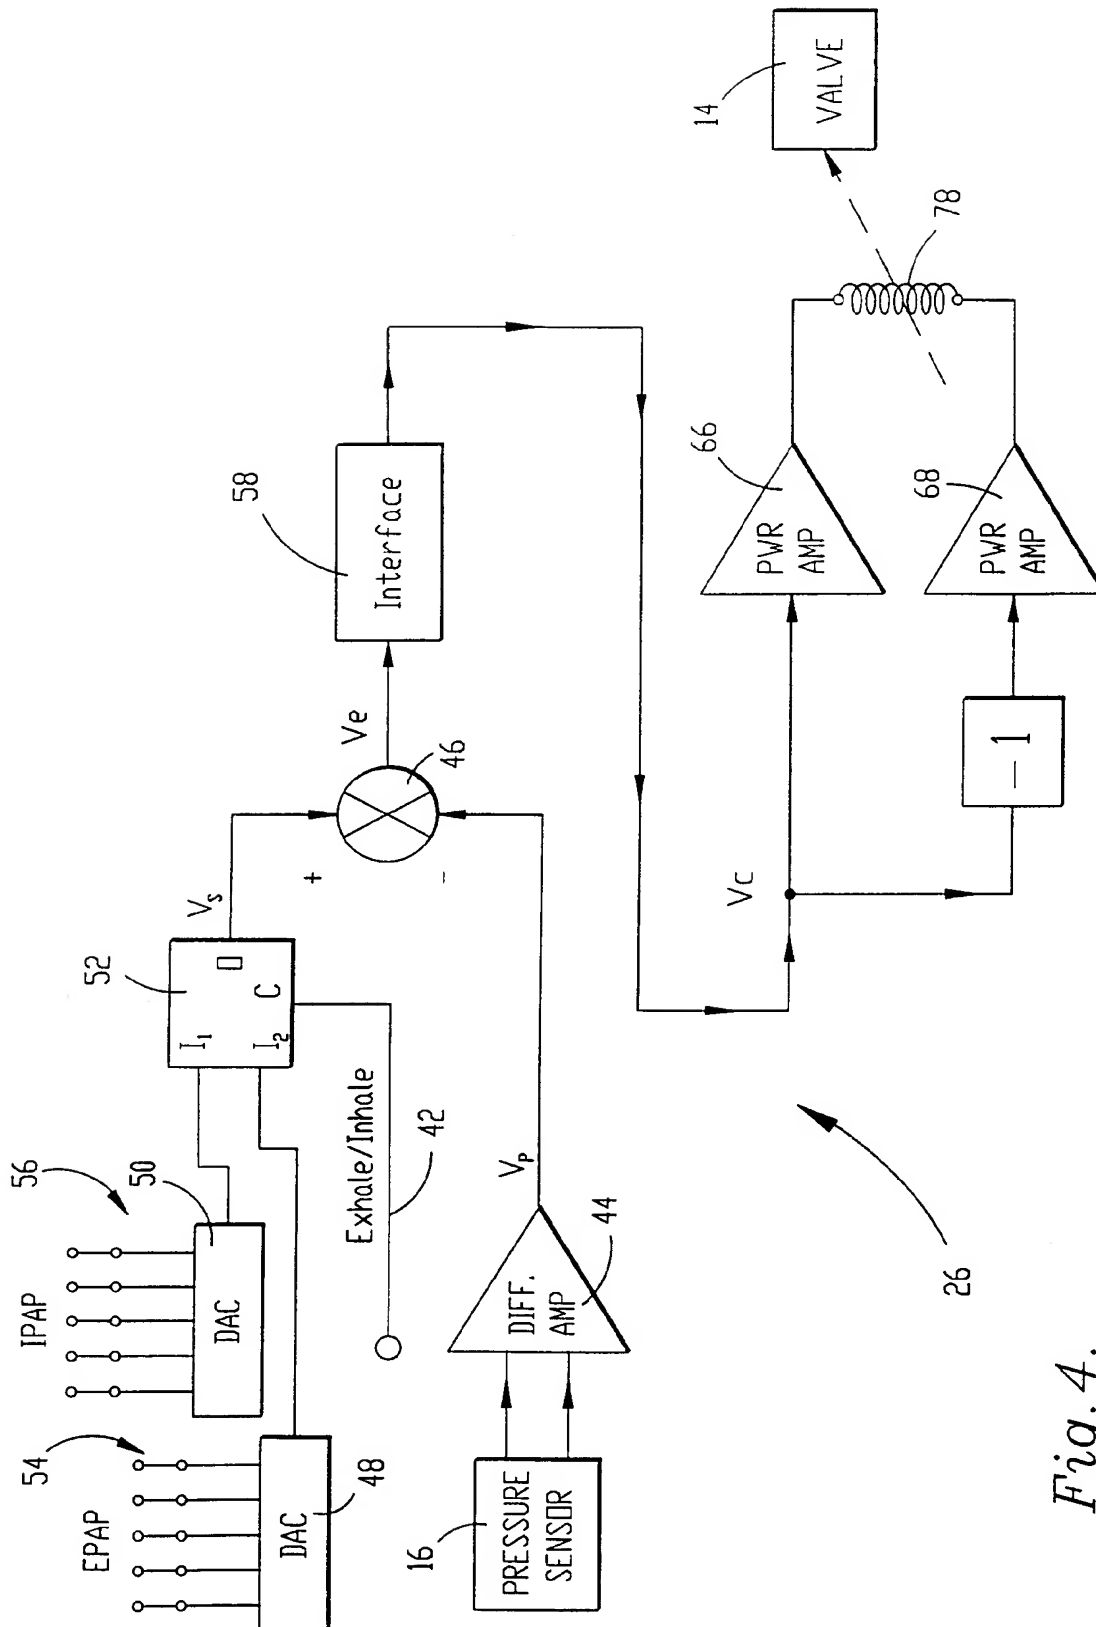 56
IPAP
50
DAC
54
EPAP
48
DAC
52
I1
I2
O
C
Vs
Exhale/Inhale
42
+
-
46
Ve
58
Interface
16
PRESSURE
SENSOR
DIFF.
AMP
44
Vp
Vc
66
PWR
AMP
- 1
68
PWR
AMP
78
14
VALVE
26
Fig. 4.